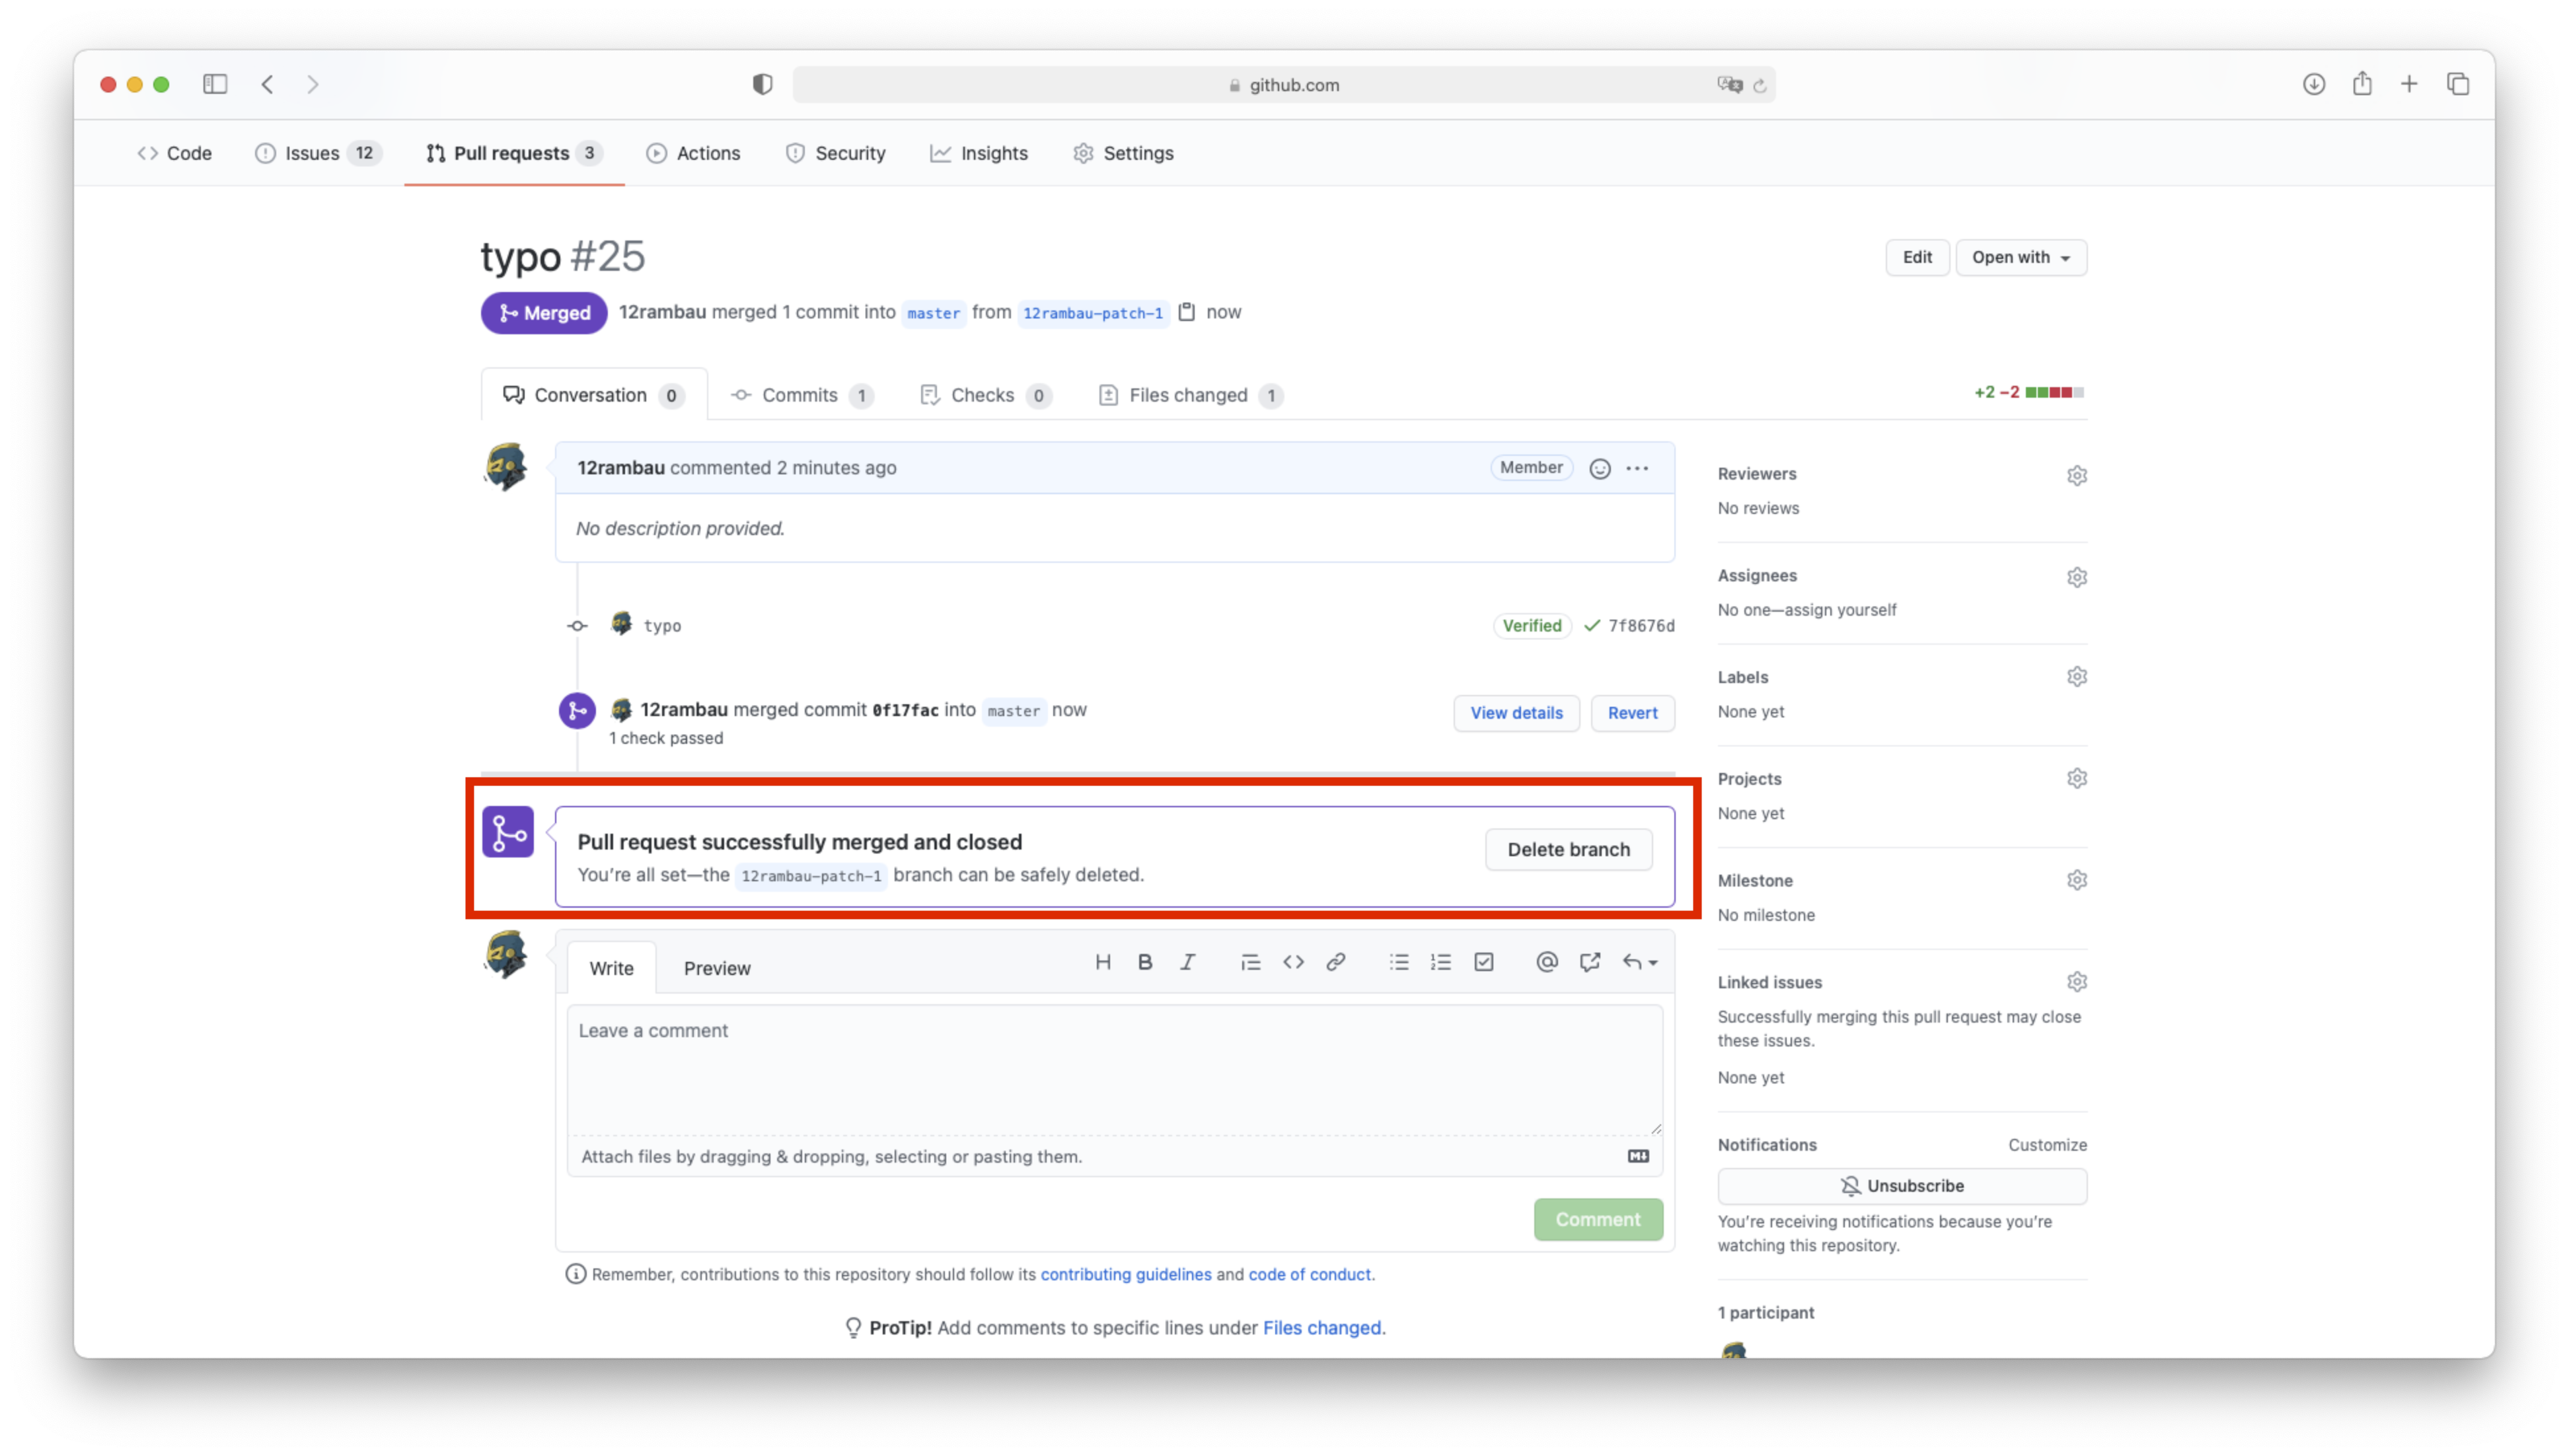 github.com
Code Issues 12 Pull requests 3 Actions Security Insights Settings
typo #25
Edit Open with
Merged 12rambau merged 1 commit into master from 12rambau-patch-1 now
Conversation 0 Commits 1 Checks 0 Files changed 1
+2 −2
12rambau commented 2 minutes ago Member
No description provided.
typo Verified 7f8676d
12rambau merged commit 0f17fac into master now View details Revert
1 check passed
Pull request successfully merged and closed
You're all set—the 12rambau-patch-1 branch can be safely deleted.
Delete branch
Write Preview
Leave a comment
Attach files by dragging & dropping, selecting or pasting them.
Comment
Remember, contributions to this repository should follow its contributing guidelines and code of conduct.
ProTip! Add comments to specific lines under Files changed.
Reviewers
No reviews
Assignees
No one—assign yourself
Labels
None yet
Projects
None yet
Milestone
No milestone
Linked issues
Successfully merging this pull request may close
these issues.
None yet
Notifications Customize
Unsubscribe
You're receiving notifications because you're
watching this repository.
1 participant